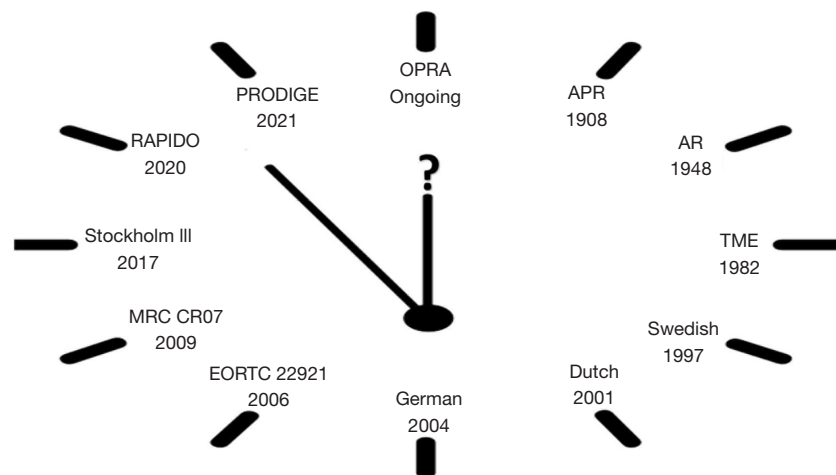 OPRA
Ongoing
APR
1908
AR
1948
TME
1982
Swedish
1997
Dutch
2001
German
2004
EORTC 22921
2006
MRC CR07
2009
Stockholm III
2017
RAPIDO
2020
PRODIGE
2021
?